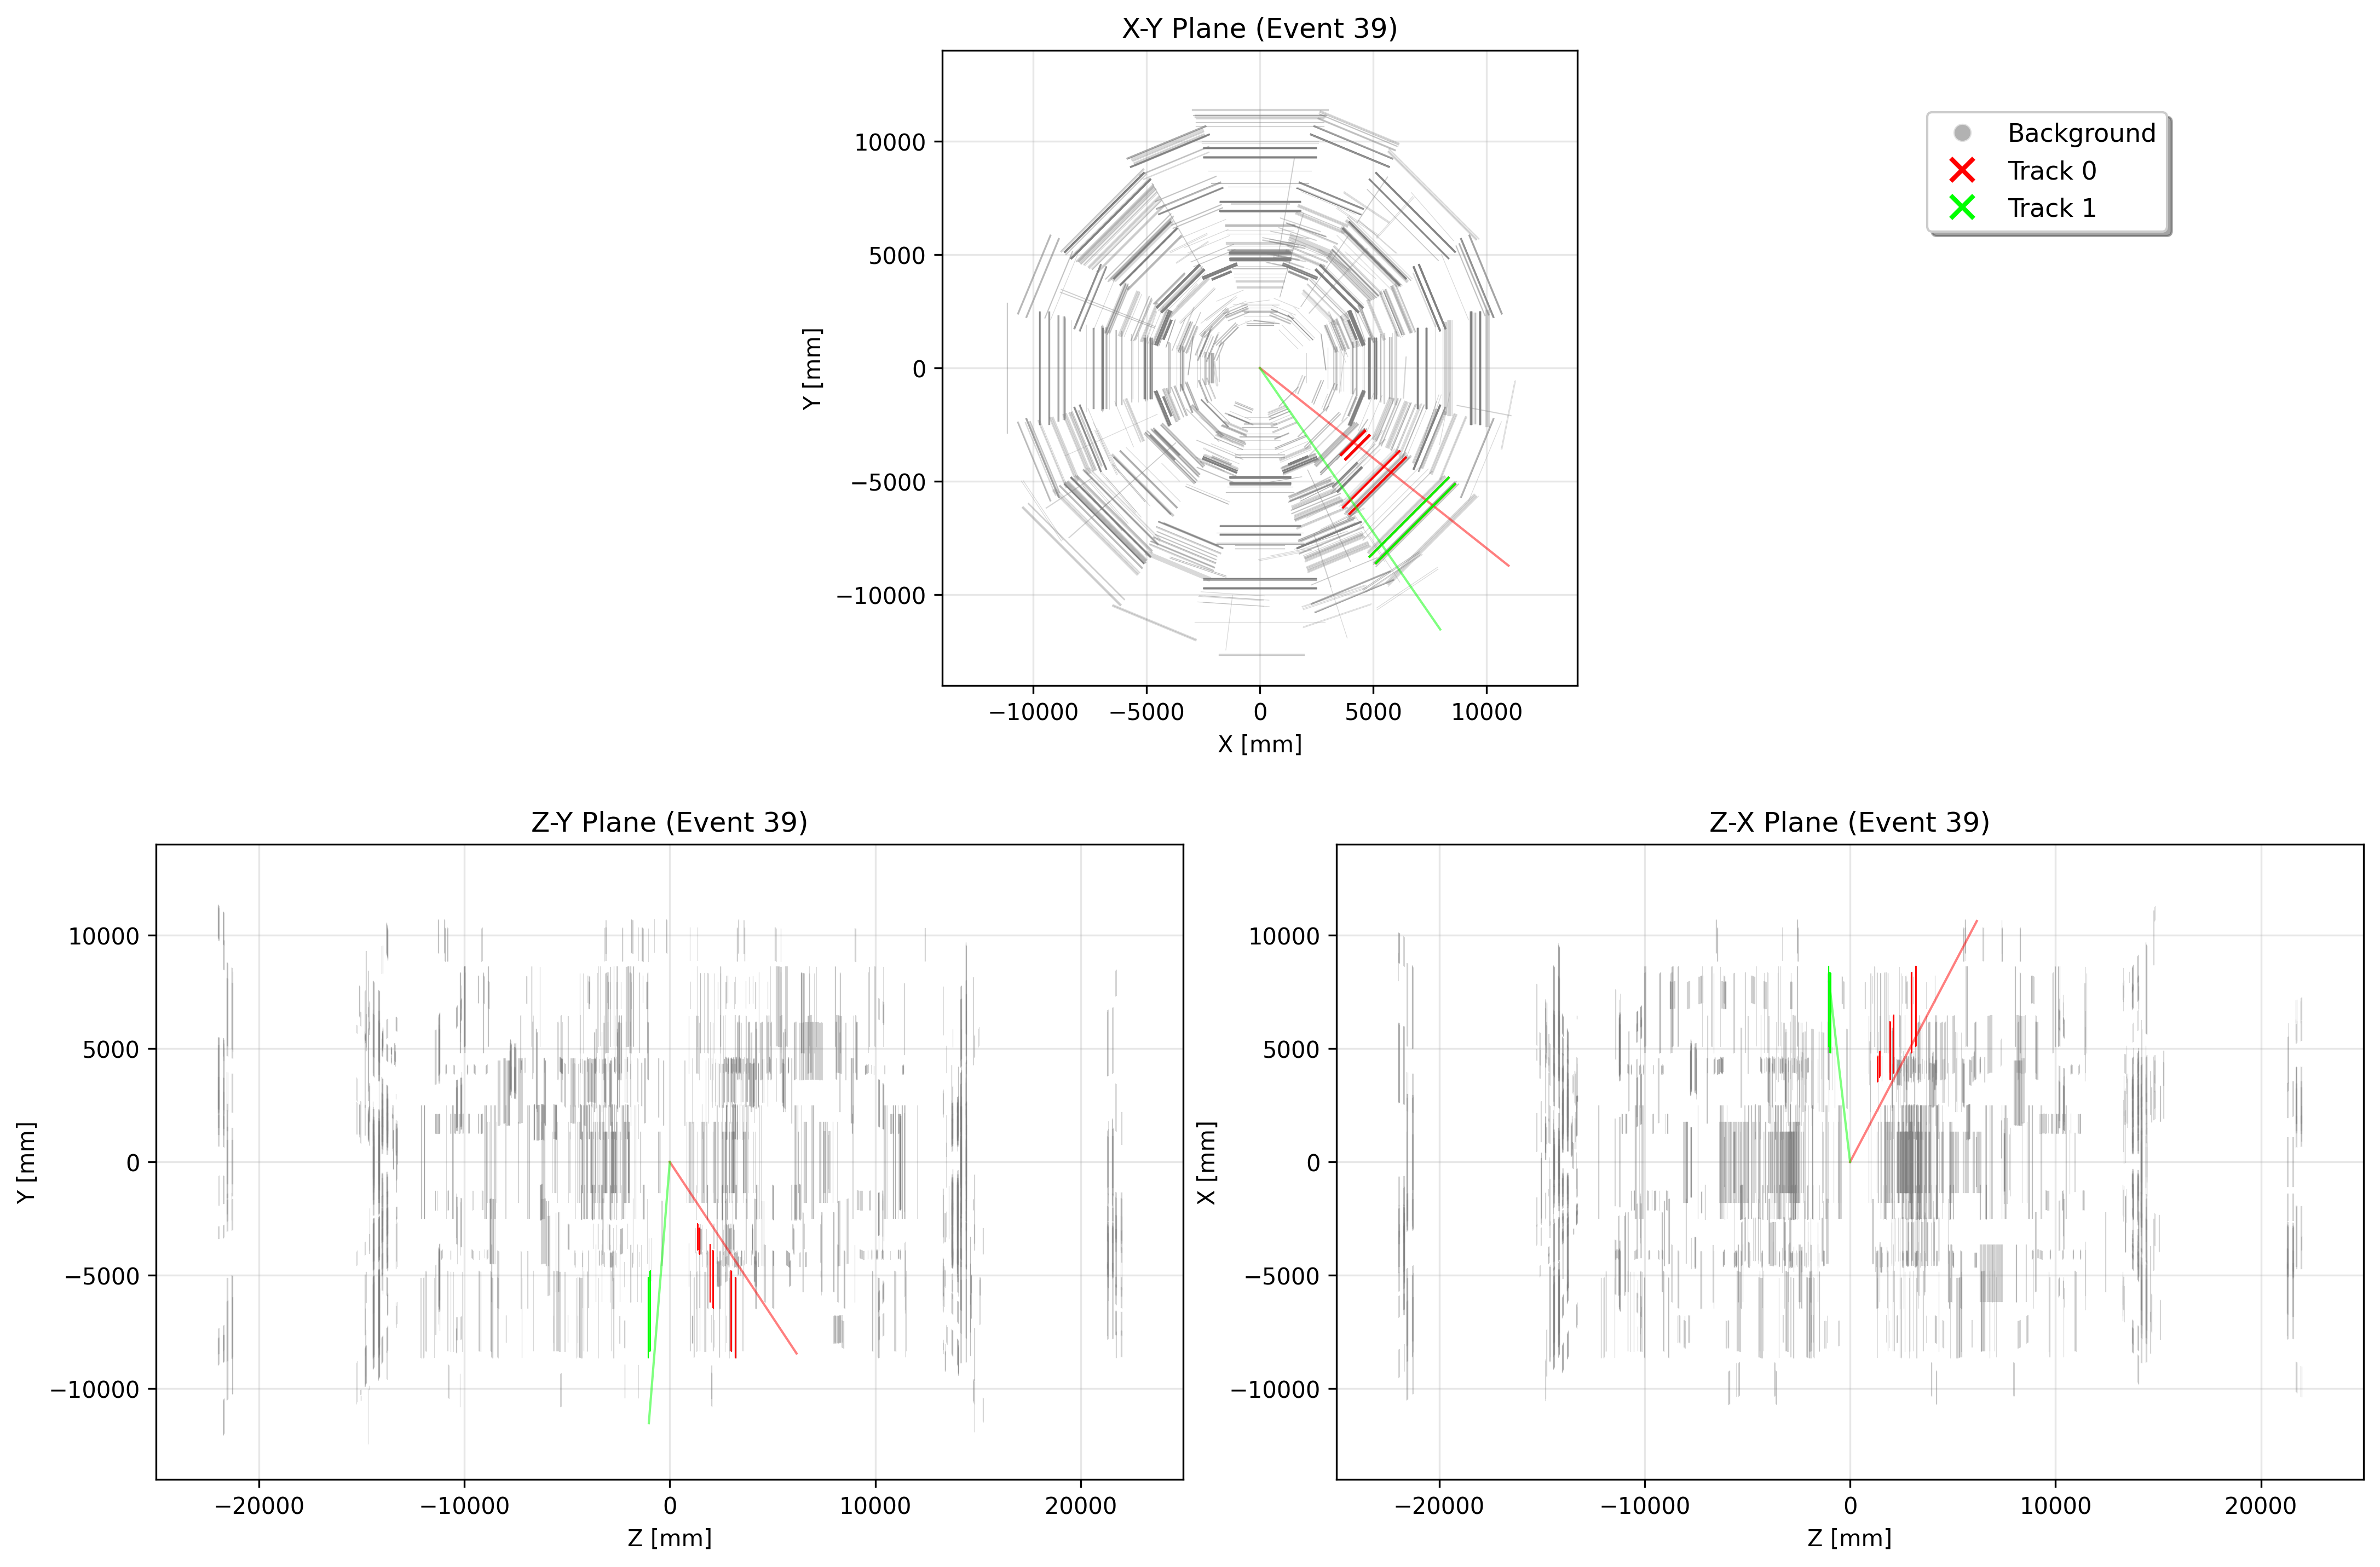 X-Y Plane (Event 39)
Background
Track 0
Track 1
10000
5000
0
−5000
−10000
Y [mm]
−10000 −5000 0 5000 10000
X [mm]
Z-Y Plane (Event 39)
10000
5000
0
−5000
−10000
Y [mm]
−20000 −10000 0 10000 20000
Z [mm]
Z-X Plane (Event 39)
10000
5000
0
−5000
−10000
X [mm]
−20000 −10000 0 10000 20000
Z [mm]